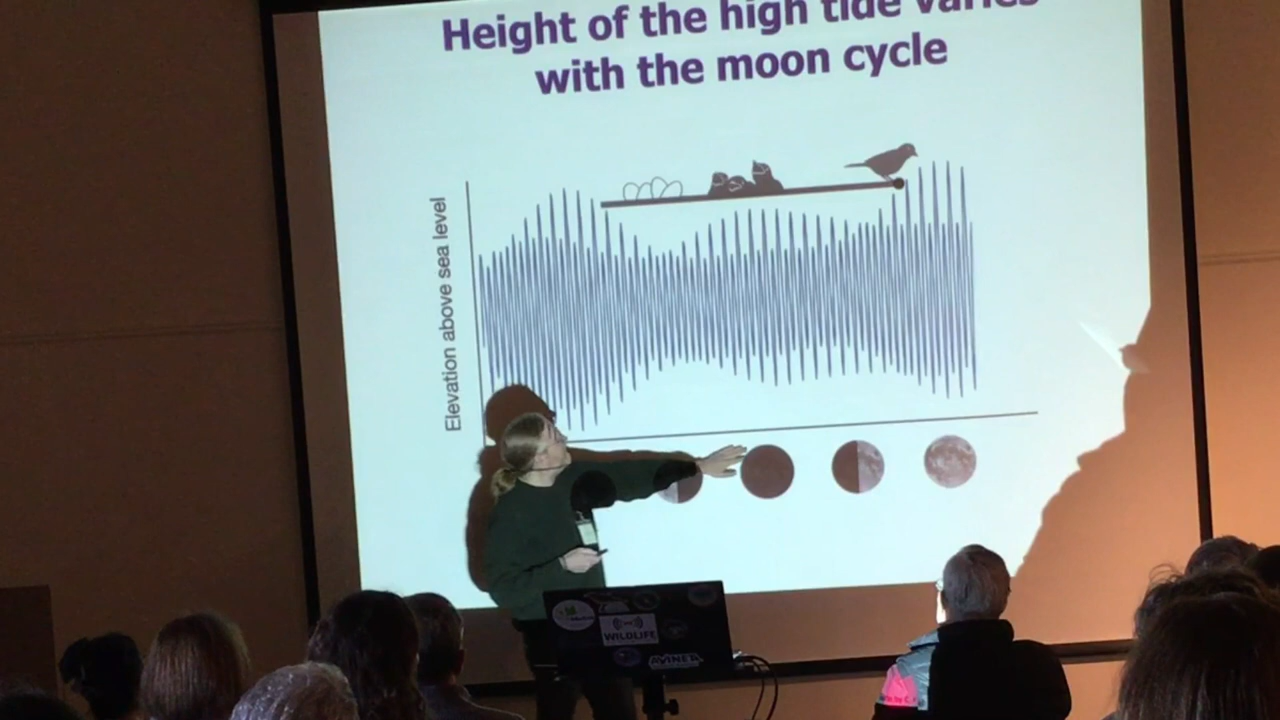 Height of the high tide varies
with the moon cycle
Elevation above sea level
WILDLIFE